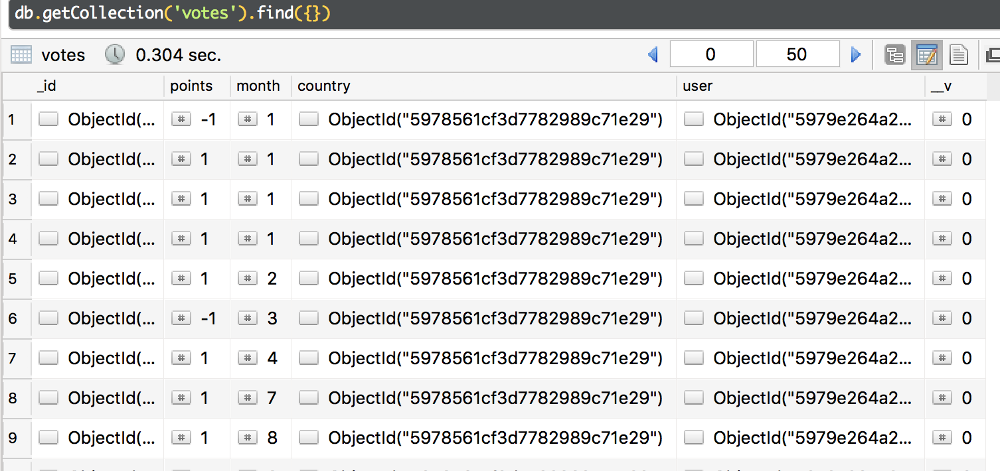 db.getCollection('votes').find({})
votes 0.304 sec. 0 50
_id points month country user __v
1 ObjectId(... # -1 # 1 ObjectId("5978561cf3d7782989c71e29") ObjectId("5979e264a2... # 0
2 ObjectId(... # 1 # 1 ObjectId("5978561cf3d7782989c71e29") ObjectId("5979e264a2... # 0
3 ObjectId(... # 1 # 1 ObjectId("5978561cf3d7782989c71e29") ObjectId("5979e264a2... # 0
4 ObjectId(... # 1 # 1 ObjectId("5978561cf3d7782989c71e29") ObjectId("5979e264a2... # 0
5 ObjectId(... # 1 # 2 ObjectId("5978561cf3d7782989c71e29") ObjectId("5979e264a2... # 0
6 ObjectId(... # -1 # 3 ObjectId("5978561cf3d7782989c71e29") ObjectId("5979e264a2... # 0
7 ObjectId(... # 1 # 4 ObjectId("5978561cf3d7782989c71e29") ObjectId("5979e264a2... # 0
8 ObjectId(... # 1 # 7 ObjectId("5978561cf3d7782989c71e29") ObjectId("5979e264a2... # 0
9 ObjectId(... # 1 # 8 ObjectId("5978561cf3d7782989c71e29") ObjectId("5979e264a2... # 0